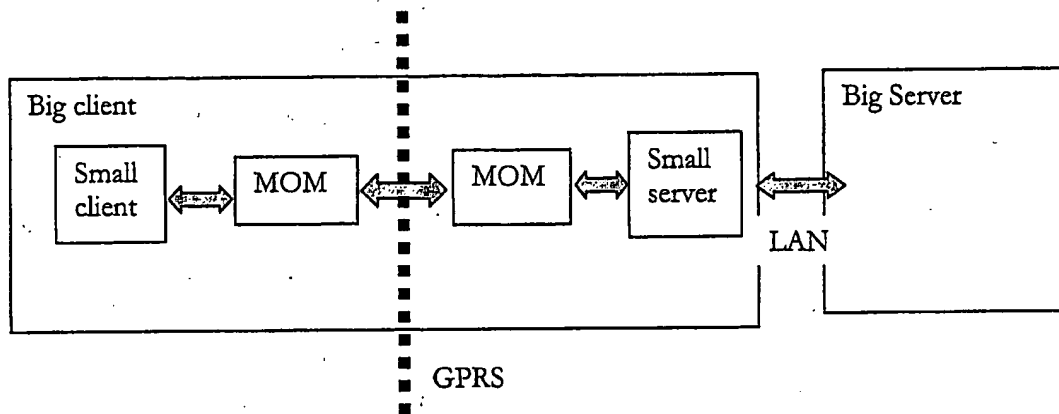 Big client
Big Server
Small
client
MOM
MOM
Small
server
LAN
GPRS